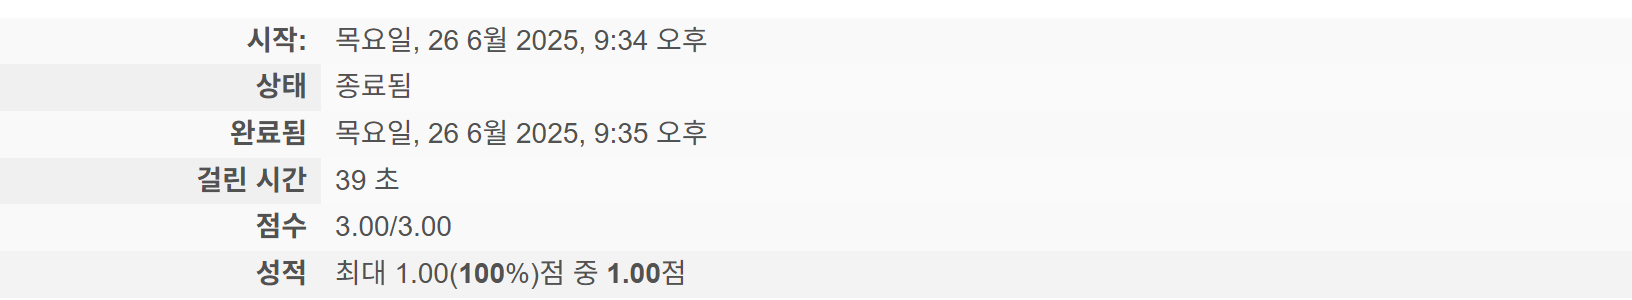 시작: 목요일, 26 6월 2025, 9:34 오후
상태 종료됨
완료됨 목요일, 26 6월 2025, 9:35 오후
걸린 시간 39 초
점수 3.00/3.00
성적 최대 1.00(100%)점 중 1.00점